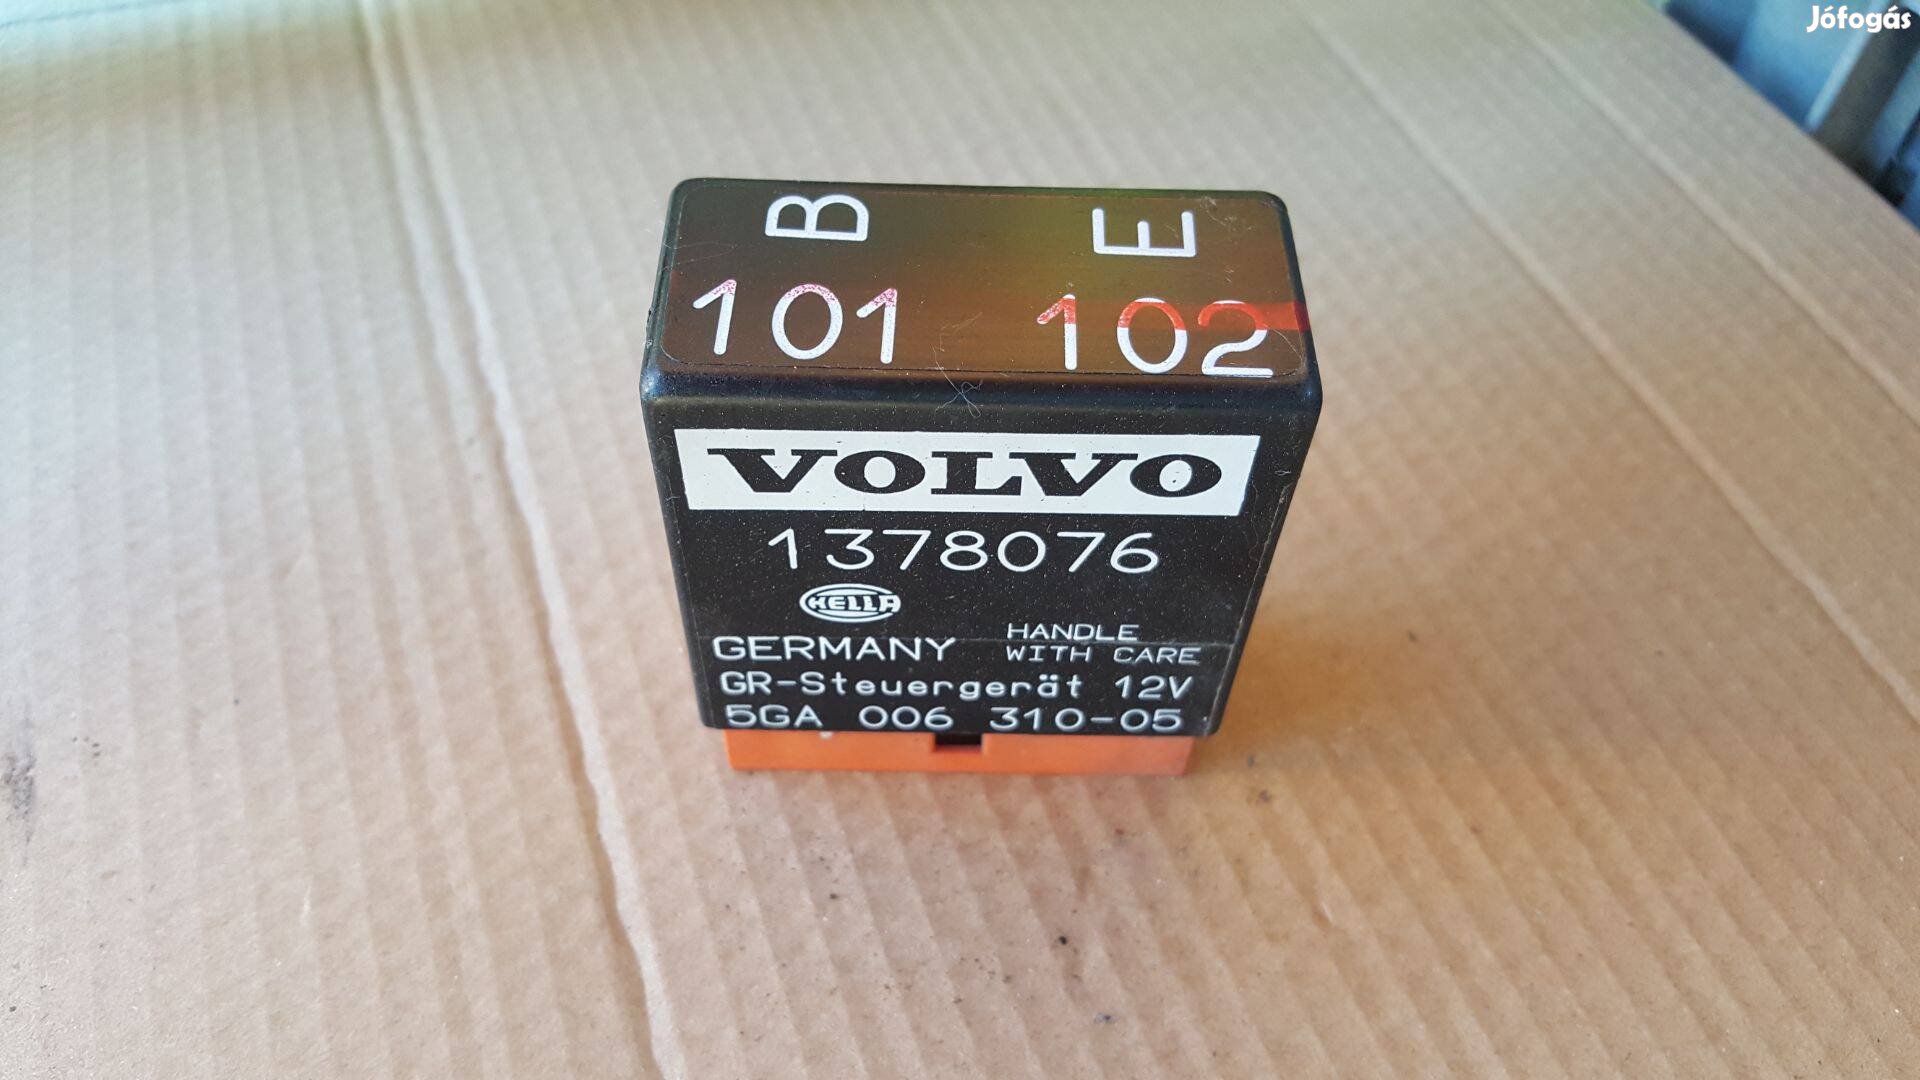 Jófogás
B E
101 102
VOLVO
1378076
HELLA
GERMANY HANDLE WITH CARE
GR-Steuergerät 12V
5GA 006 310-05